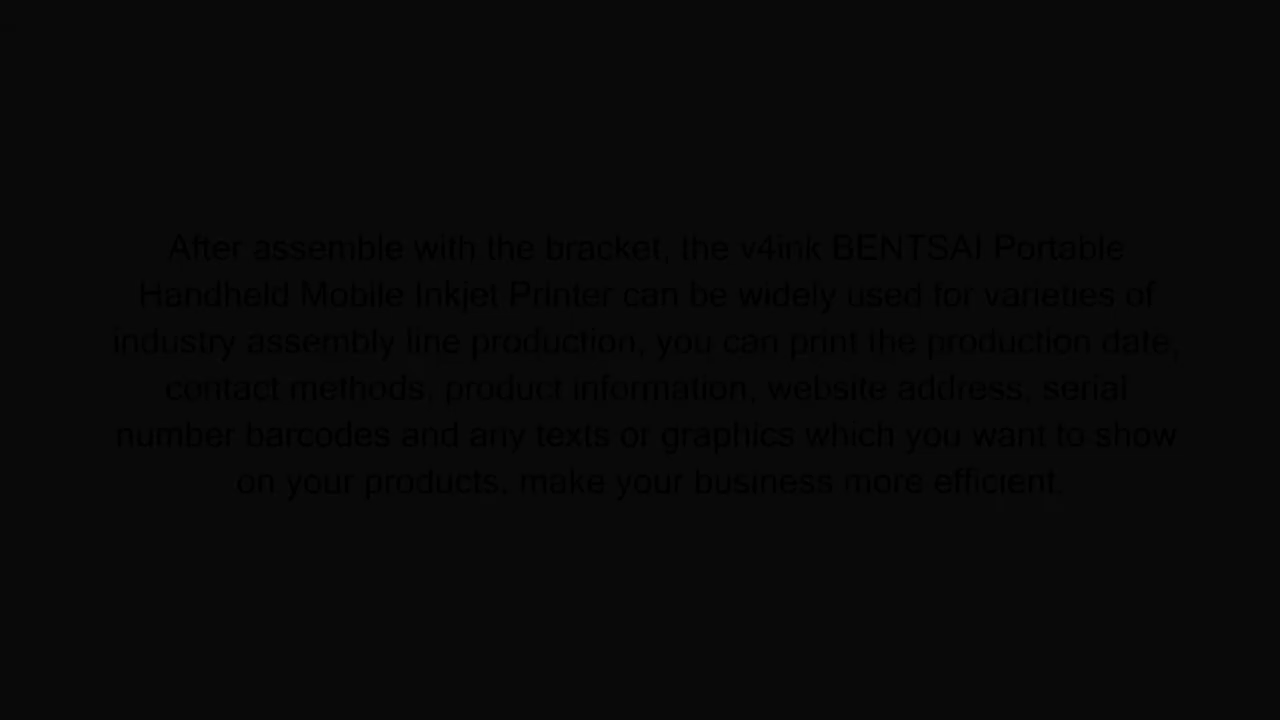 After assemble with the bracket, the v4ink BENTSAI Portable
Handheld Mobile Inkjet Printer can be widely used for varieties of
industry assembly line production, you can print the production date,
contact methods, product information, website address, serial
number barcodes and any texts or graphics which you want to show
on your products, make your business more efficient.